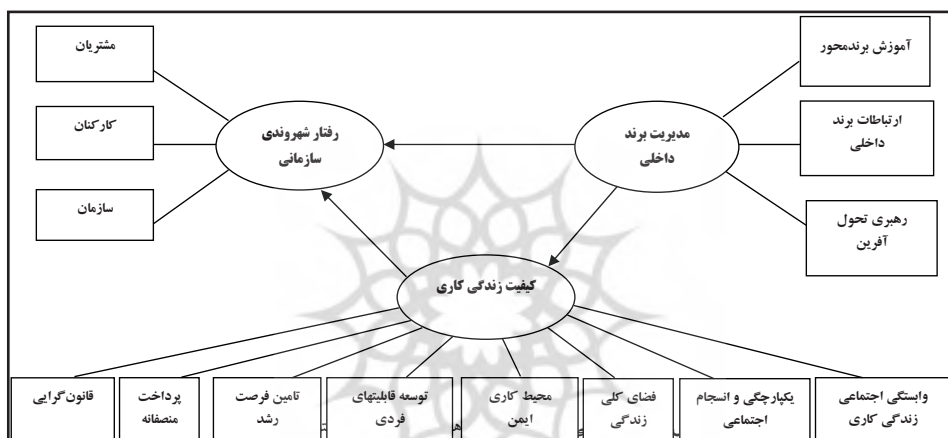 آموزش برندمحور
ارتباطات برند
داخلی
رهبری تحول
آفرین
مدیریت برند
داخلی
رفتار شهروندی
سازمانی
مشتریان
کارکنان
سازمان
کیفیت زندگی کاری
وابستگی اجتماعی
زندگی کاری
یکپارچگی و انسجام
اجتماعی
فضای کلی
زندگی
محیط کاری
ایمن
توسعه قابلیتهای
فردی
تامین فرصت
رشد
پرداخت
منصفانه
قانون‌گرایی